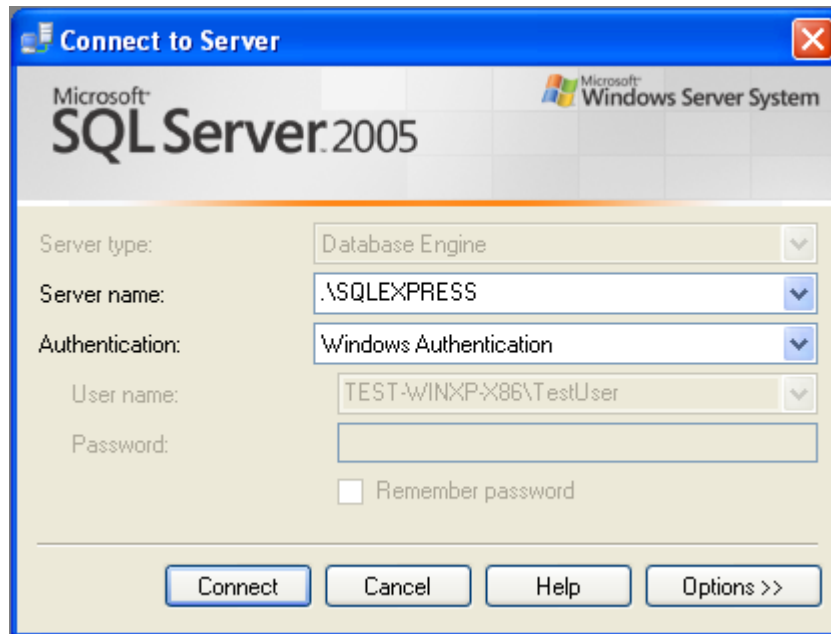 Connect to Server
Microsoft®
SQL Server™ 2005
Microsoft®
Windows Server System
Server type: Database Engine
Server name: .\SQLEXPRESS
Authentication: Windows Authentication
User name: TEST-WINXP-X86\TestUser
Password:
Remember password
Connect Cancel Help Options >>